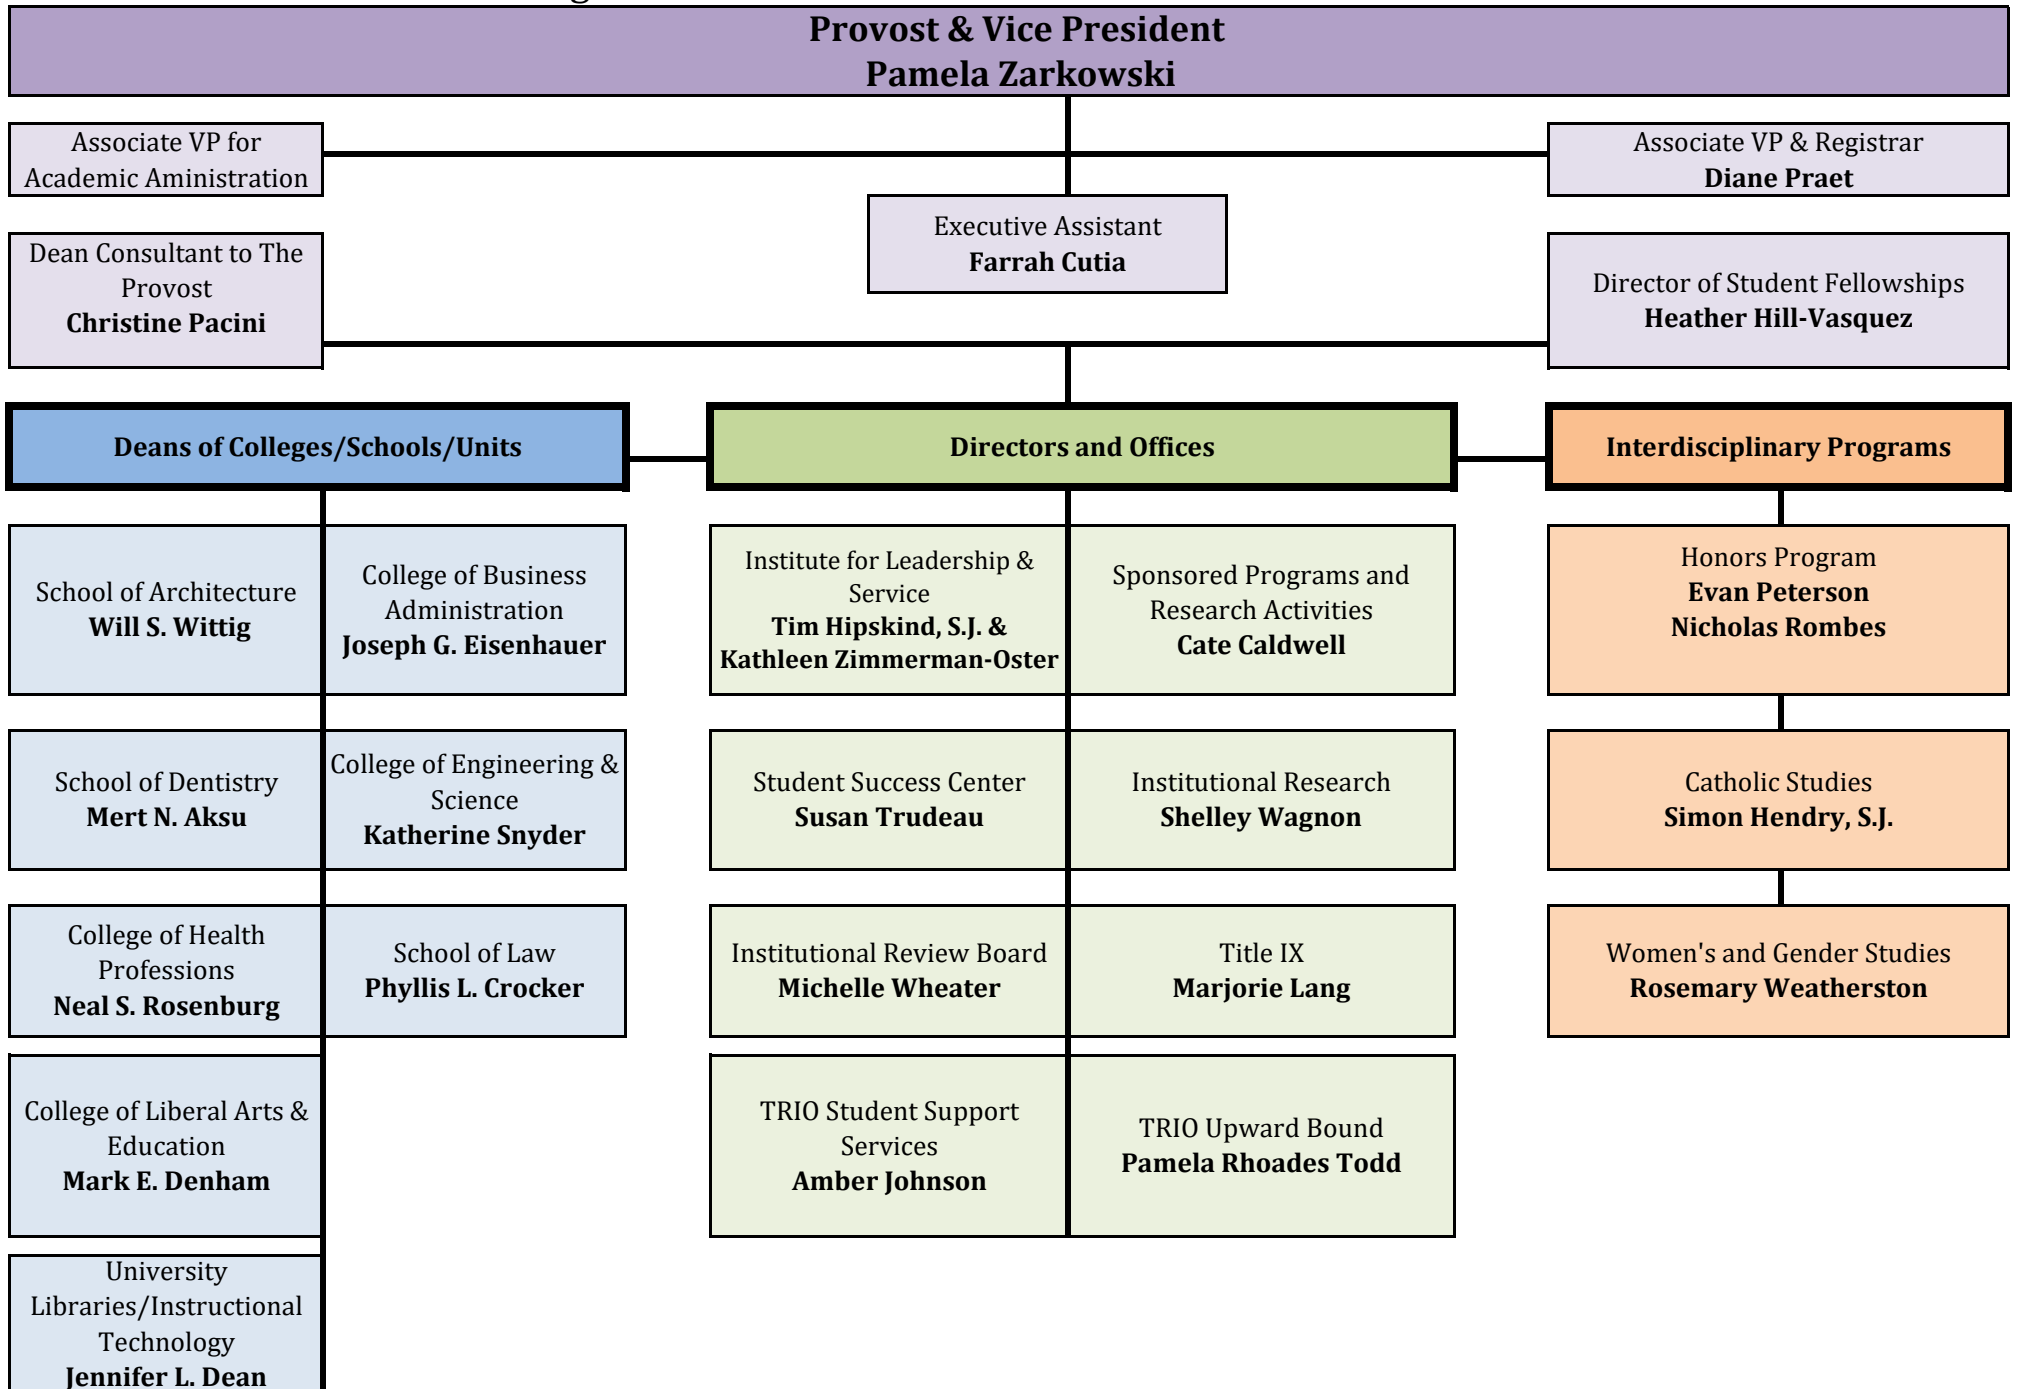 Provost & Vice President
Pamela Zarkowski
Associate VP for
Academic Aministration
Associate VP & Registrar
Diane Praet
Executive Assistant
Farrah Cutia
Dean Consultant to The
Provost
Christine Pacini
Director of Student Fellowships
Heather Hill-Vasquez
Deans of Colleges/Schools/Units
Directors and Offices
Interdisciplinary Programs
School of Architecture
Will S. Wittig
College of Business
Administration
Joseph G. Eisenhauer
Institute for Leadership &
Service
Tim Hipskind, S.J. &
Kathleen Zimmerman-Oster
Sponsored Programs and
Research Activities
Cate Caldwell
Honors Program
Evan Peterson
Nicholas Rombes
School of Dentistry
Mert N. Aksu
College of Engineering &
Science
Katherine Snyder
Student Success Center
Susan Trudeau
Institutional Research
Shelley Wagnon
Catholic Studies
Simon Hendry, S.J.
College of Health
Professions
Neal S. Rosenburg
School of Law
Phyllis L. Crocker
Institutional Review Board
Michelle Wheater
Title IX
Marjorie Lang
Women's and Gender Studies
Rosemary Weatherston
College of Liberal Arts &
Education
Mark E. Denham
TRIO Student Support
Services
Amber Johnson
TRIO Upward Bound
Pamela Rhoades Todd
University
Libraries/Instructional
Technology
Jennifer L. Dean